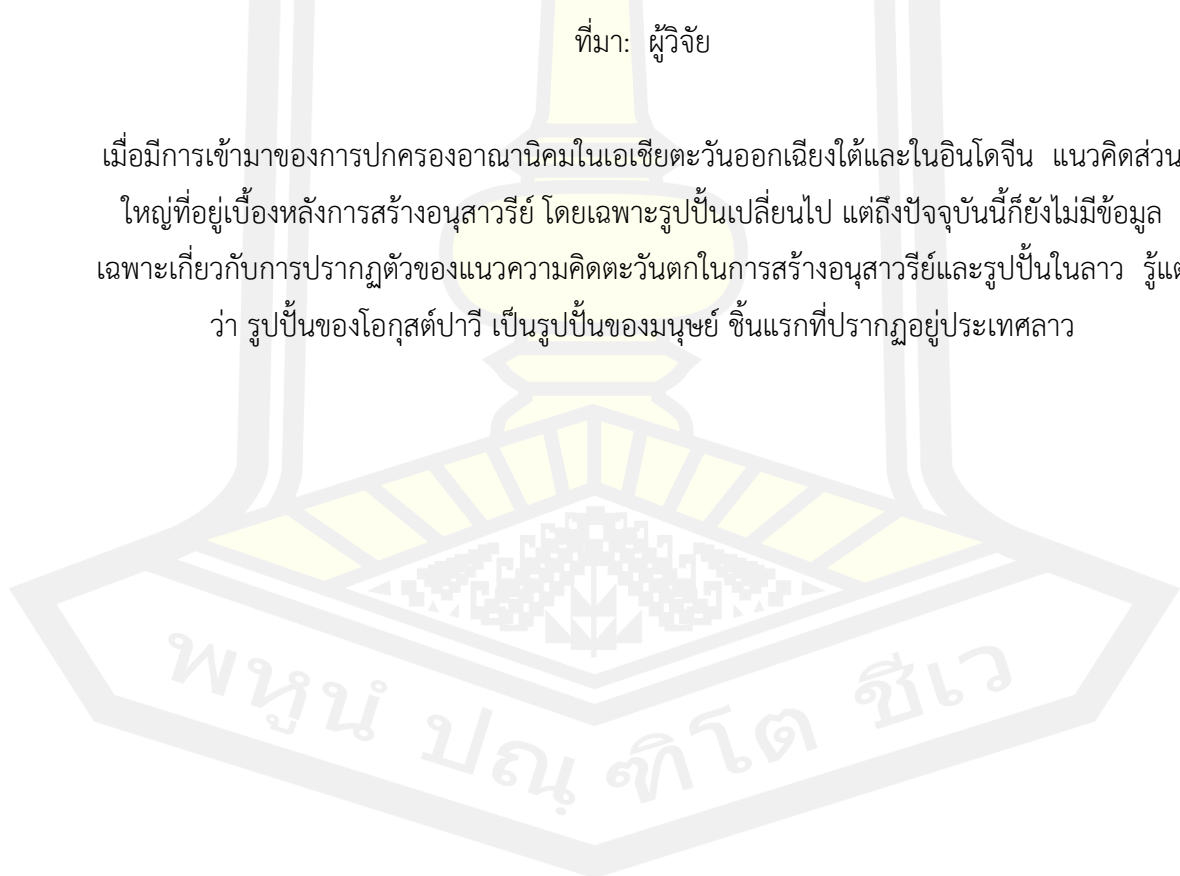 ที่มา: ผู้วิจัย
เมื่อมีการเข้ามาของการปกครองอาณานิคมในเอเชียตะวันออกเฉียงใต้และในอินโดจีน แนวคิดส่วน
ใหญ่ที่อยู่เบื้องหลังการสร้างอนุสาวรีย์ โดยเฉพาะรูปปั้นเปลี่ยนไป แต่ถึงปัจจุบันนี้ก็ยังไม่มีข้อมูล
เฉพาะเกี่ยวกับการปรากฏตัวของแนวความคิดตะวันตกในการสร้างอนุสาวรีย์และรูปปั้นในลาว รู้แต่
ว่า รูปปั้นของโอกุสต์ปาวี เป็นรูปปั้นของมนุษย์ ชิ้นแรกที่ปรากฏอยู่ประเทศลาว
พหูนํ ปณฺฑิโต ชีเว